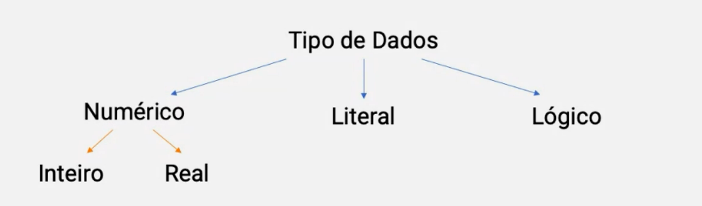 Tipo de Dados
Numérico
Literal
Lógico
Inteiro
Real